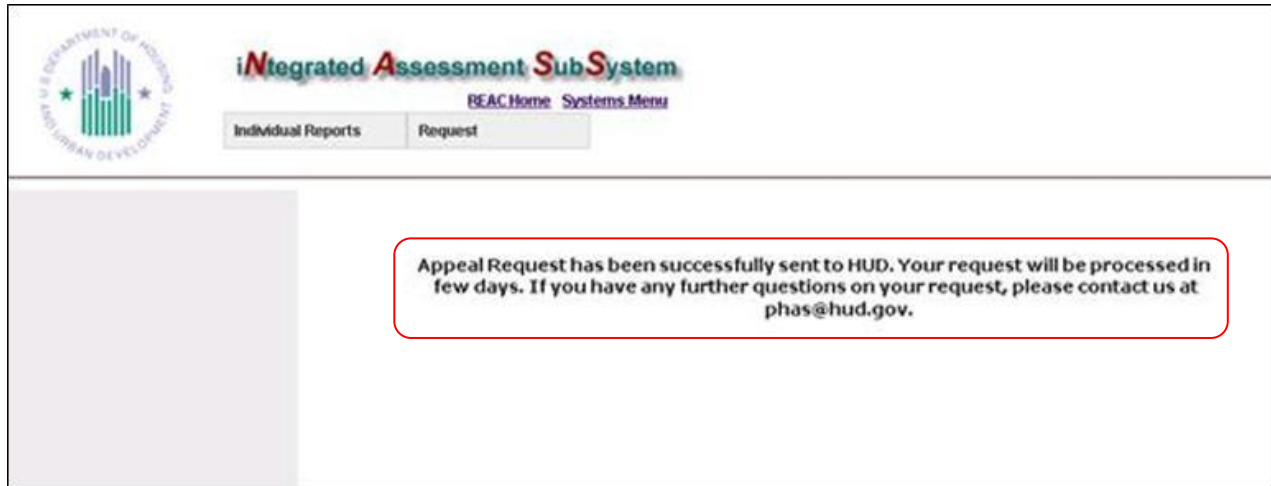 U.S. DEPARTMENT OF HOUSING
AND URBAN DEVELOPMENT
iNtegrated Assessment SubSystem
REAC Home Systems Menu
Individual Reports Request
Appeal Request has been successfully sent to HUD. Your request will be processed in
few days. If you have any further questions on your request, please contact us at
phas@hud.gov.